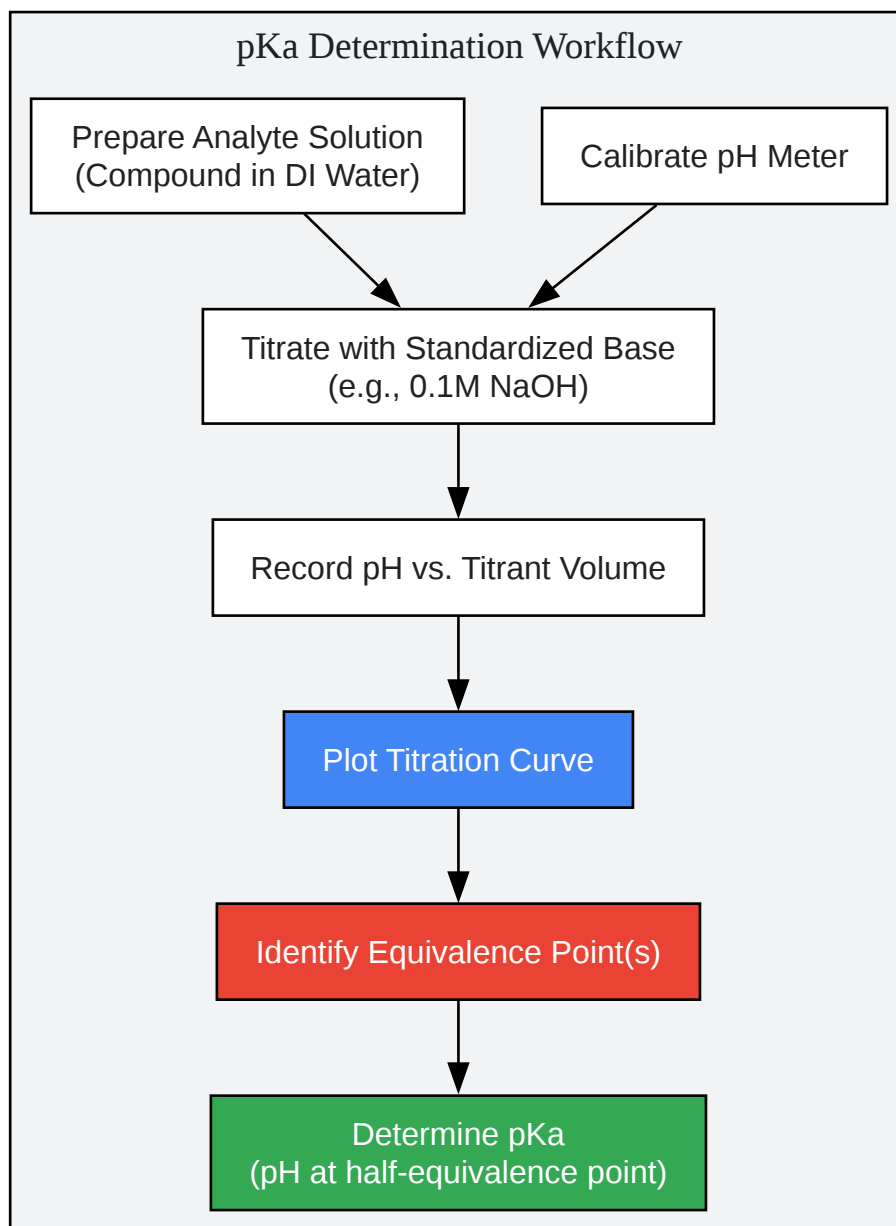 pKa Determination Workflow
Prepare Analyte Solution
(Compound in DI Water)
Calibrate pH Meter
Titrate with Standardized Base
(e.g., 0.1M NaOH)
Record pH vs. Titrant Volume
Plot Titration Curve
Identify Equivalence Point(s)
Determine pKa
(pH at half-equivalence point)